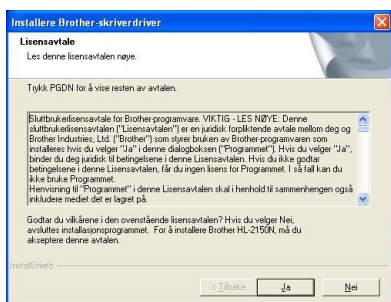 Installere Brother-skriverdriver
Lisensavtale
Les denne lisensavtalen nøye.
Trykk PGDN for å vise resten av avtalen.
Sluttbrukerlisensavtale for Brother-programvare. VIKTIG - LES NØYE: Denne
sluttbrukerlisensavtalen ("Lisensavtalen") er en juridisk forpliktende avtale mellom deg og
Brother Industries, Ltd. ("Brother") som styrer bruken av Brother-programvaren som
installeres hvis du velger "Ja" i denne dialogboksen ("Programmet"). Hvis du velger "Ja",
binder du deg juridisk til betingelsene i denne Lisensavtalen. Hvis du ikke godtar
betingelsene i denne Lisensavtalen, får du ingen lisens for Programmet. I så fall kan du
ikke bruke Programmet.
Henvisning til "Programmet" i denne Lisensavtalen skal i henhold til sammenhengen også
inkludere mediet det er lagret på.
Godtar du vilkårene i den ovenstående lisensavtalen? Hvis du velger Nei,
avsluttes installasjonsprogrammet. For å installere Brother HL-2150N, må du
akseptere denne avtalen.
InstallShield
< Tilbake
Ja
Nei